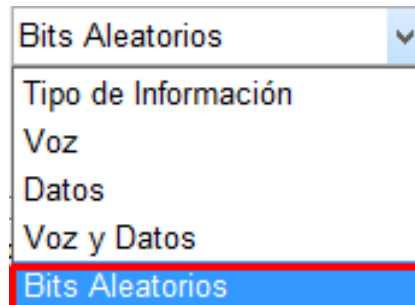 Bits Aleatorios
Tipo de Información
Voz
Datos
Voz y Datos
Bits Aleatorios